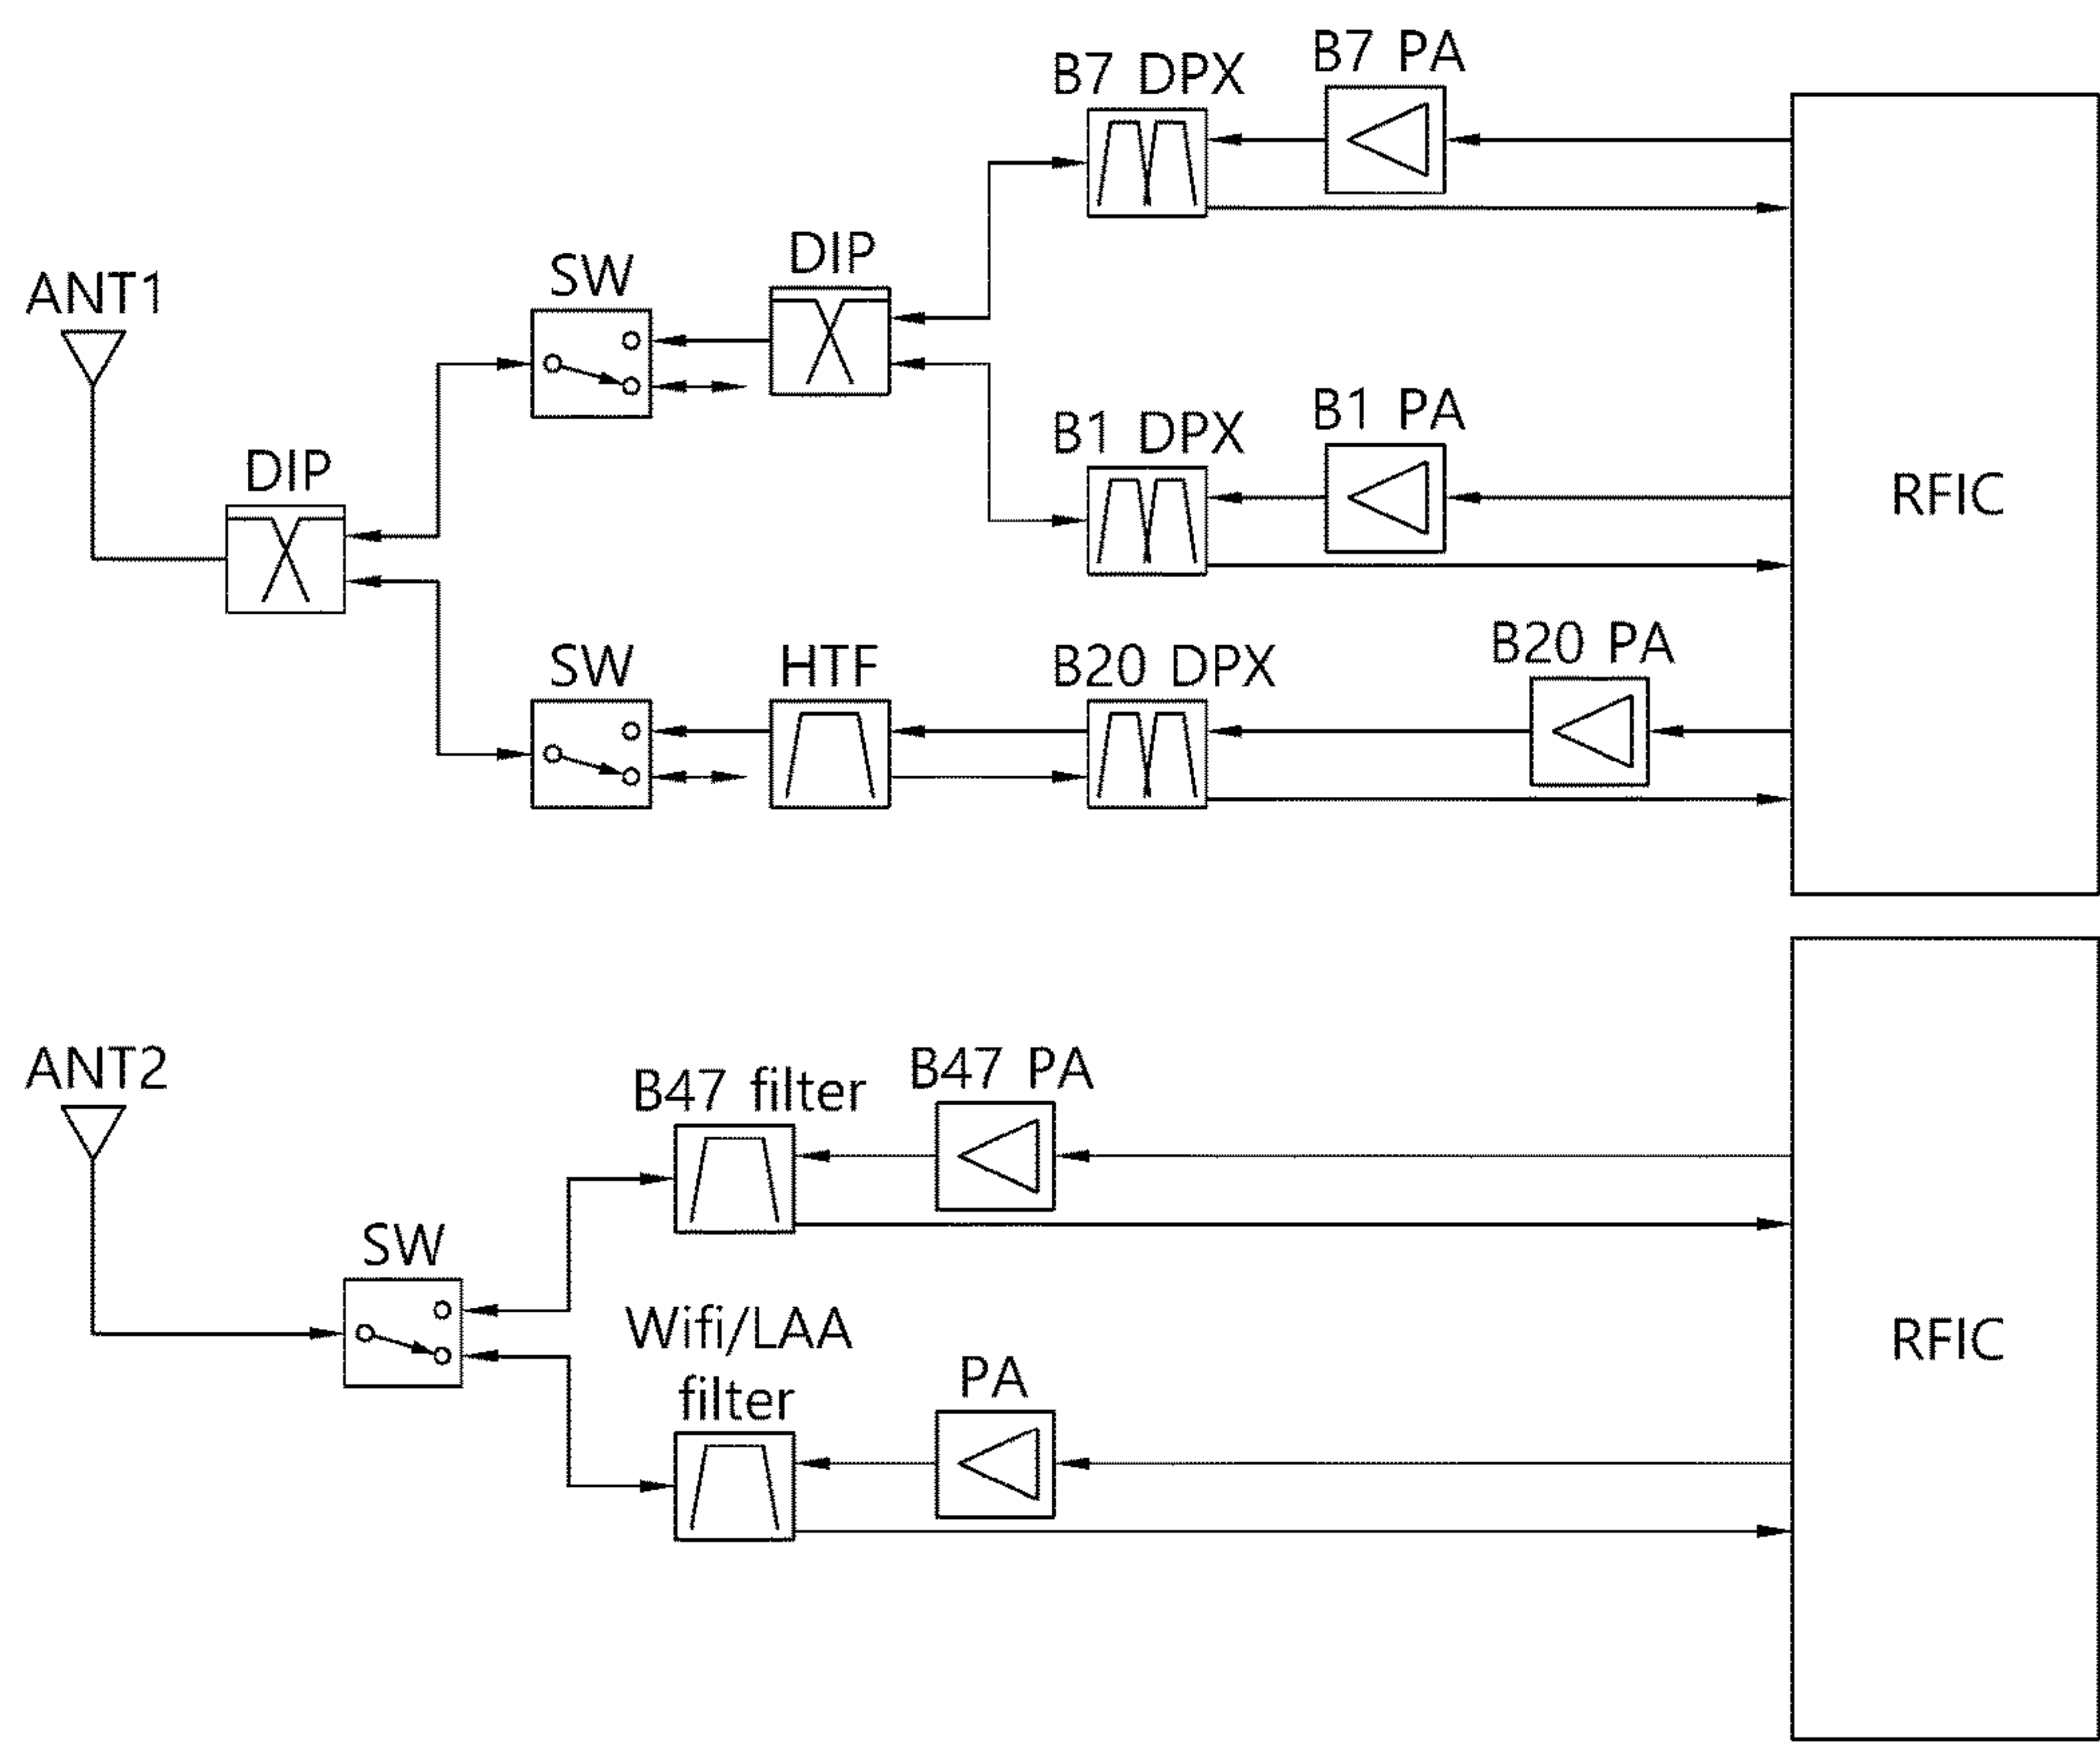 B7 PA
B7 DPX
DIP
SW
ANT1
B1 PA
B1 DPX
DIP
RFIC
B20 PA
SW
HTF
B20 DPX
ANT2
B47 PA
B47 filter
SW
Wifi/LAA
filter
PA
RFIC